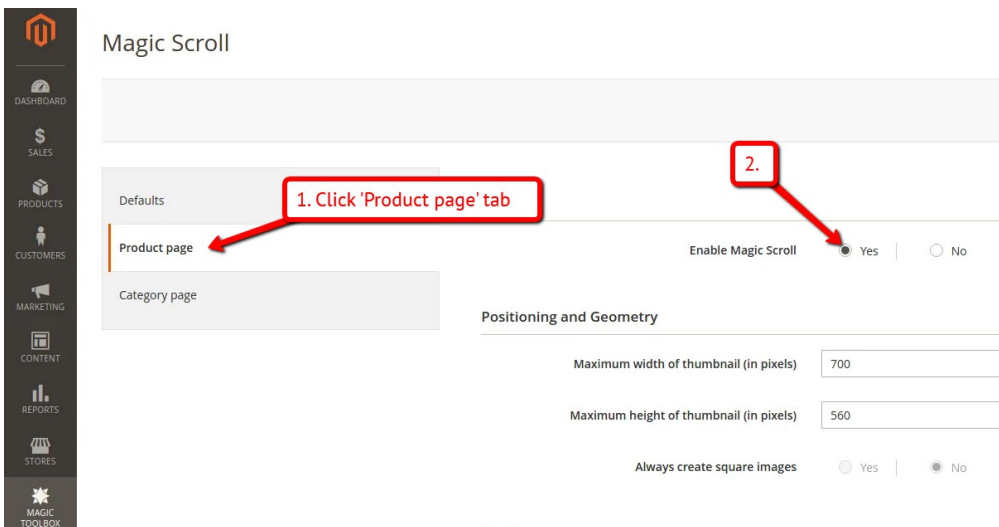 Magic Scroll
DASHBOARD
$
SALES
PRODUCTS
CUSTOMERS
MARKETING
CONTENT
REPORTS
STORES
MAGIC
TOOLBOX
Defaults
1. Click 'Product page' tab
Product page
Category page
2.
Enable Magic Scroll Yes No
Positioning and Geometry
Maximum width of thumbnail (in pixels) 700
Maximum height of thumbnail (in pixels) 560
Always create square images Yes No